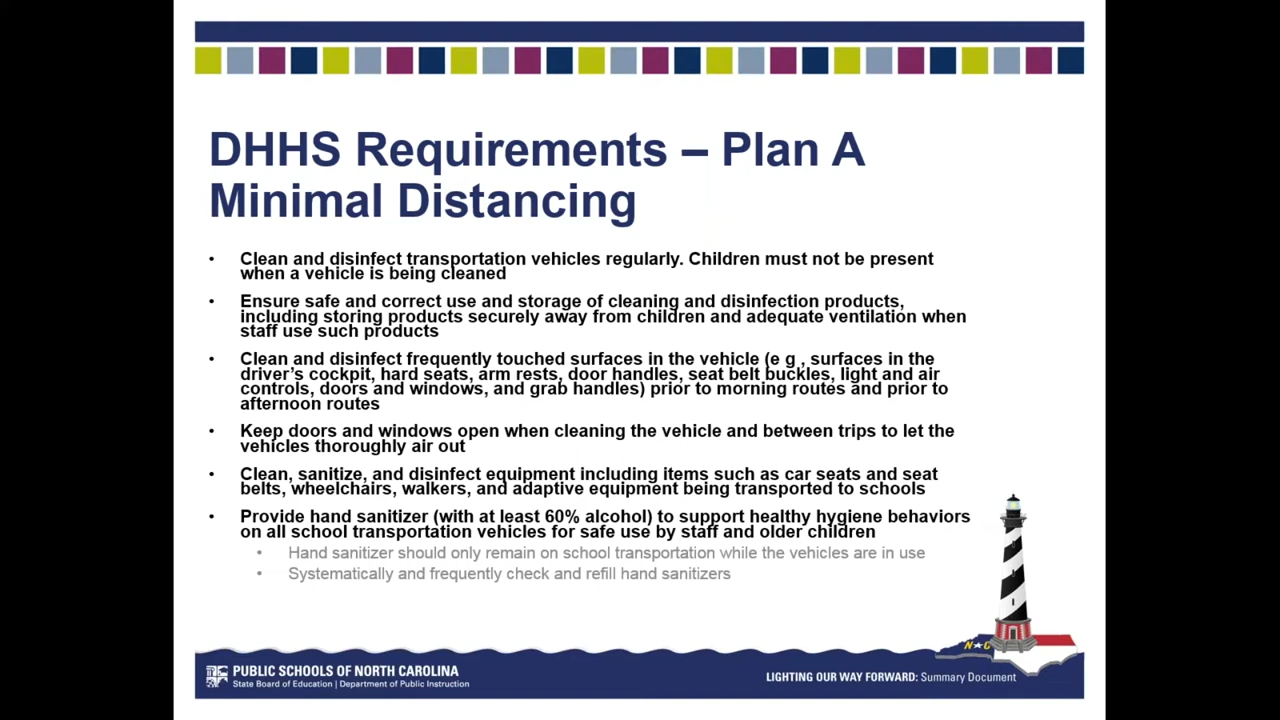 DHHS Requirements – Plan A
Minimal Distancing
• Clean and disinfect transportation vehicles regularly. Children must not be present
when a vehicle is being cleaned
• Ensure safe and correct use and storage of cleaning and disinfection products,
including storing products securely away from children and adequate ventilation when
staff use such products
• Clean and disinfect frequently touched surfaces in the vehicle (e g , surfaces in the
driver's cockpit, hard seats, arm rests, door handles, seat belt buckles, light and air
controls, doors and windows, and grab handles) prior to morning routes and prior to
afternoon routes
• Keep doors and windows open when cleaning the vehicle and between trips to let the
vehicles thoroughly air out
• Clean, sanitize, and disinfect equipment including items such as car seats and seat
belts, wheelchairs, walkers, and adaptive equipment being transported to schools
• Provide hand sanitizer (with at least 60% alcohol) to support healthy hygiene behaviors
on all school transportation vehicles for safe use by staff and older children
• Hand sanitizer should only remain on school transportation while the vehicles are in use
• Systematically and frequently check and refill hand sanitizers
N★C
PUBLIC SCHOOLS OF NORTH CAROLINA
State Board of Education | Department of Public Instruction
LIGHTING OUR WAY FORWARD: Summary Document